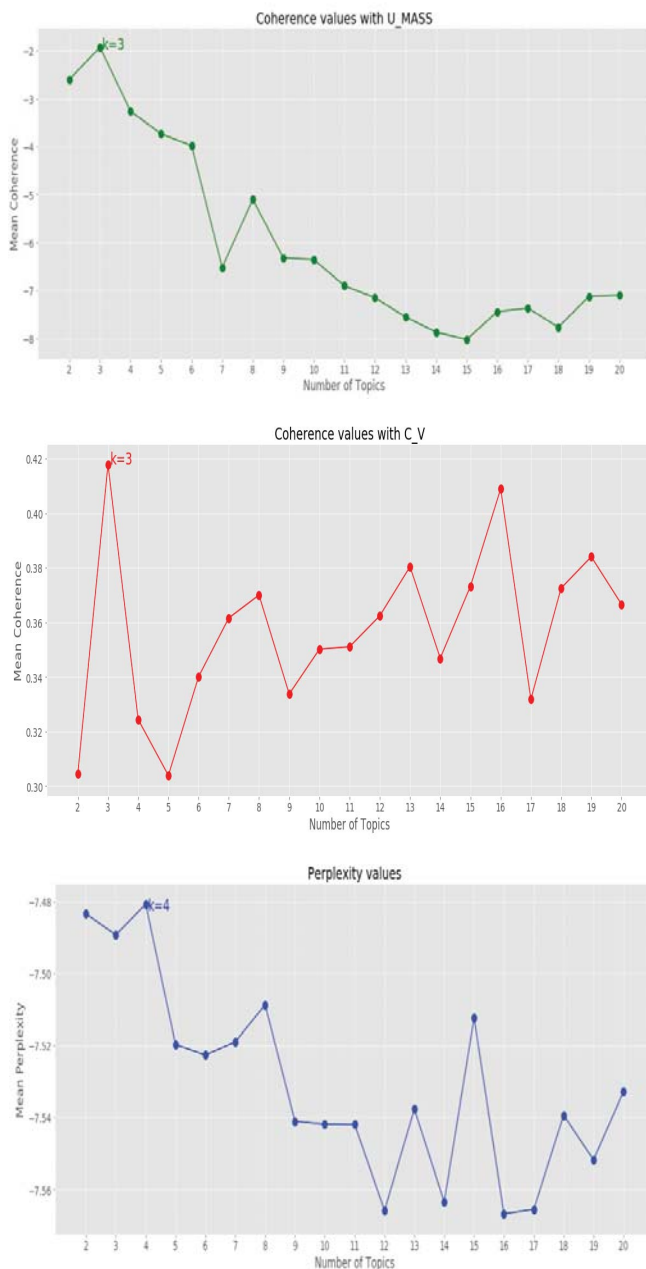 Coherence values with U_MASS
k=3
−2
−3
−4
−5
−6
−7
−8
Mean Coherence
2 3 4 5 6 7 8 9 10 11 12 13 14 15 16 17 18 19 20
Number of Topics
Coherence values with C_V
k=3
0.42
0.40
0.38
0.36
0.34
0.32
0.30
Mean Coherence
2 3 4 5 6 7 8 9 10 11 12 13 14 15 16 17 18 19 20
Number of Topics
Perplexity values
k=4
−7.48
−7.50
−7.52
−7.54
−7.56
Mean Perplexity
2 3 4 5 6 7 8 9 10 11 12 13 14 15 16 17 18 19 20
Number of Topics